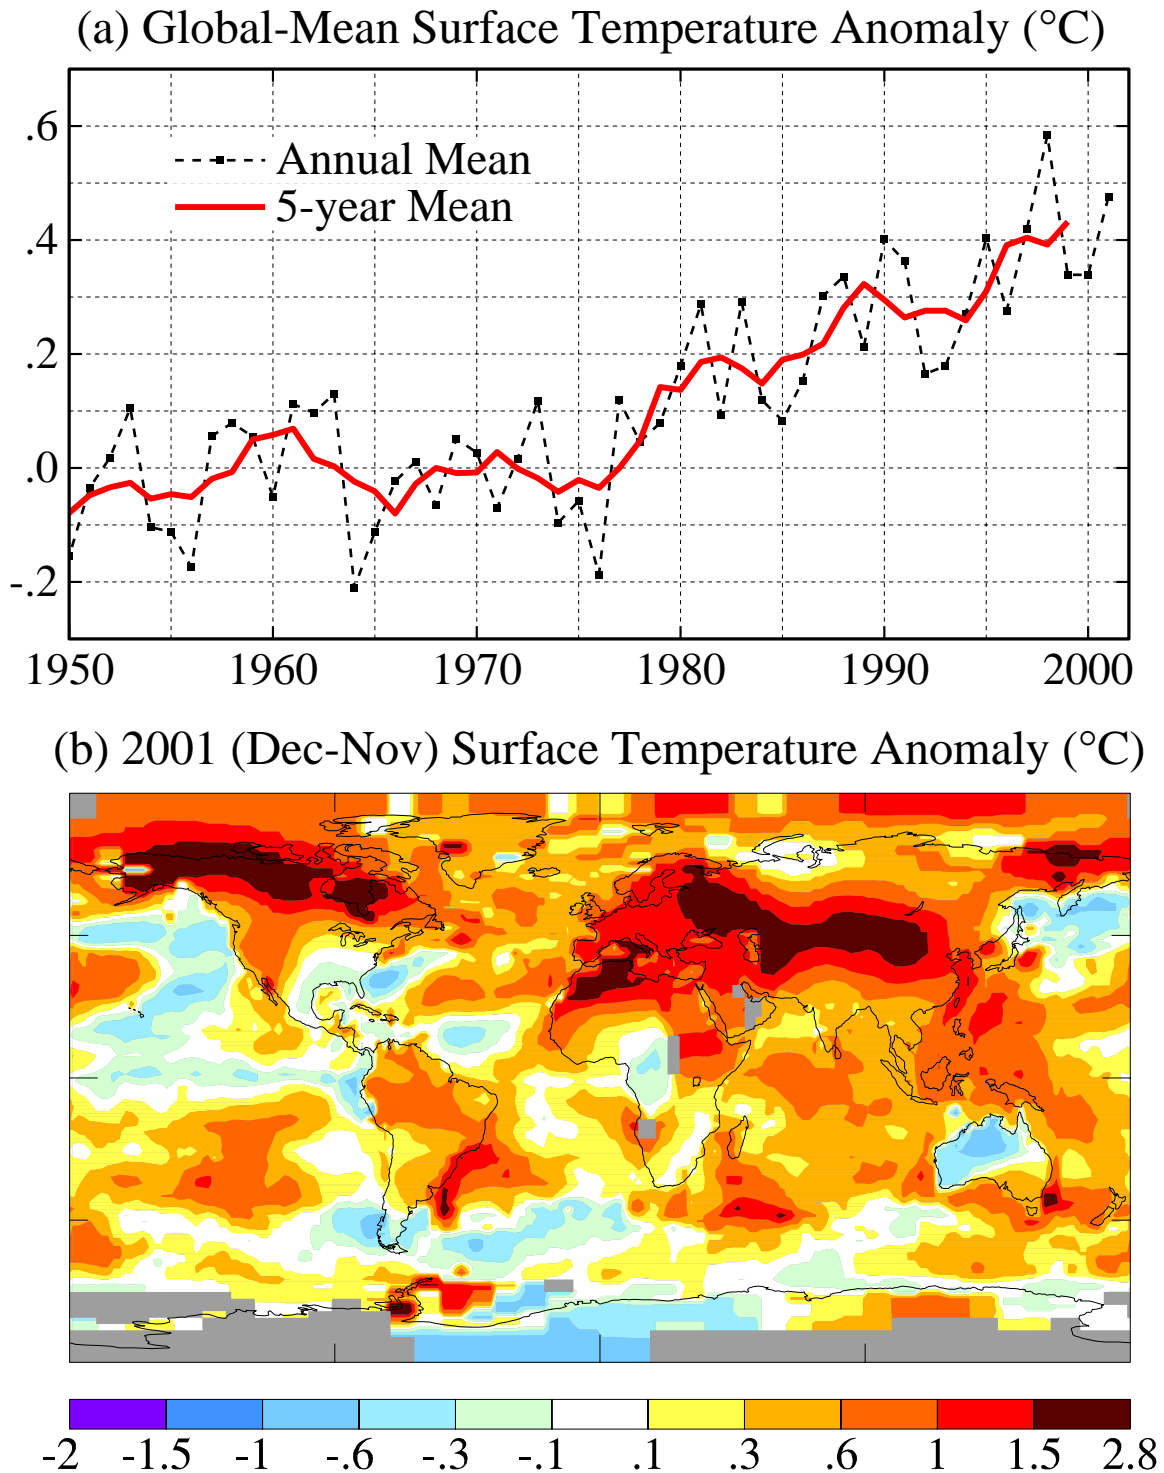 (a) Global-Mean Surface Temperature Anomaly (°C)
.6
Annual Mean
5-year Mean
.4
.2
.0
-.2
1950 1960 1970 1980 1990 2000
(b) 2001 (Dec-Nov) Surface Temperature Anomaly (°C)
-2 -1.5 -1 -.6 -.3 -.1 .1 .3 .6 1 1.5 2.8